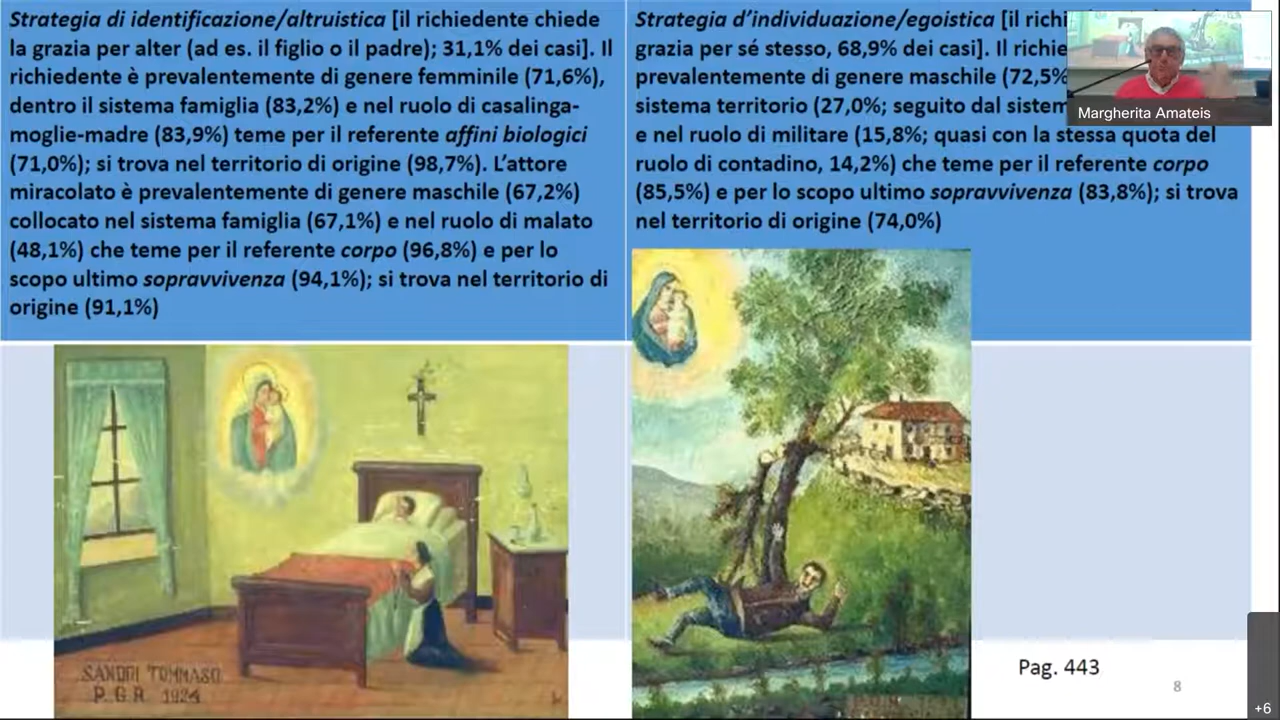 Strategia di identificazione/altruistica [il richiedente chiede
la grazia per alter (ad es. il figlio o il padre); 31,1% dei casi]. Il
richiedente è prevalentemente di genere femminile (71,6%),
dentro il sistema famiglia (83,2%) e nel ruolo di casalinga-
moglie-madre (83,9%) teme per il referente affini biologici
(71,0%); si trova nel territorio di origine (98,7%). L'attore
miracolato è prevalentemente di genere maschile (67,2%)
collocato nel sistema famiglia (67,1%) e nel ruolo di malato
(48,1%) che teme per il referente corpo (96,8%) e per lo
scopo ultimo sopravvivenza (94,1%); si trova nel territorio di
origine (91,1%)
Strategia d'individuazione/egoistica [il
grazia per sé stesso, 68,9% dei casi]. Il
prevalentemente di genere maschile (72,5%
sistema territorio (27,0%; seguito dal
e nel ruolo di militare (15,8%; quasi con la stessa quota del
ruolo di contadino, 14,2%) che teme per il referente corpo
(85,5%) e per lo scopo ultimo sopravvivenza (83,8%); si trova
nel territorio di origine (74,0%)
Margherita Amateis
SANDRI TOMMASO
P.G.R. 1924
Pag. 443
8
+6